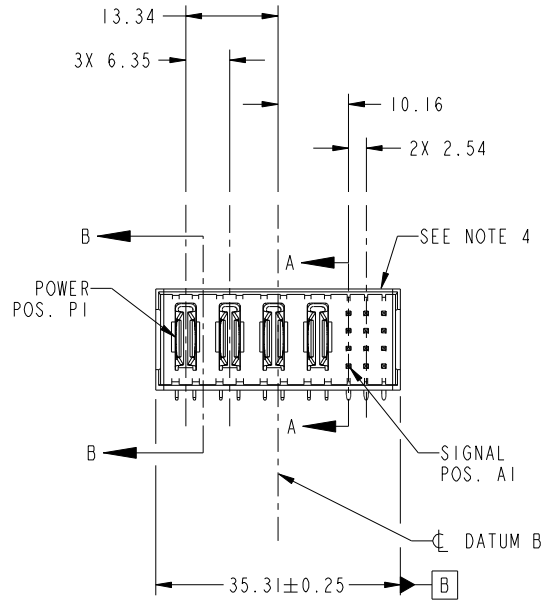 13.34
3X 6.35
10.16
2X 2.54
B
A
SEE NOTE 4
POWER
POS. P1
A
B
SIGNAL
POS. A1
℄ DATUM B
35.31±0.25
B